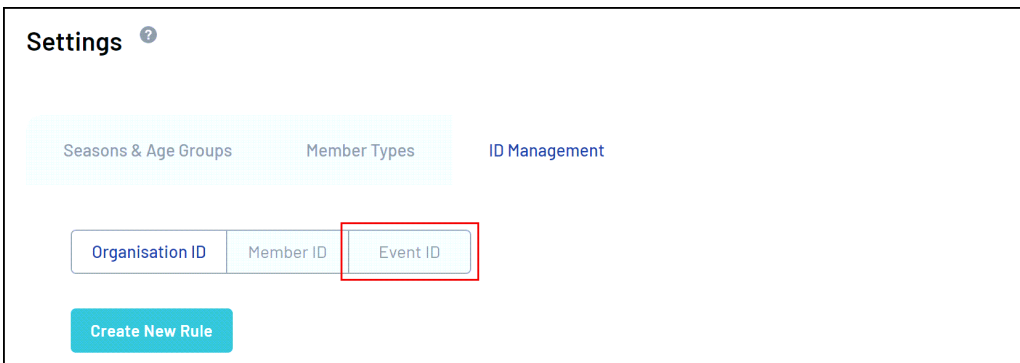 Settings ?
Seasons & Age Groups Member Types ID Management
Organisation ID Member ID Event ID
Create New Rule